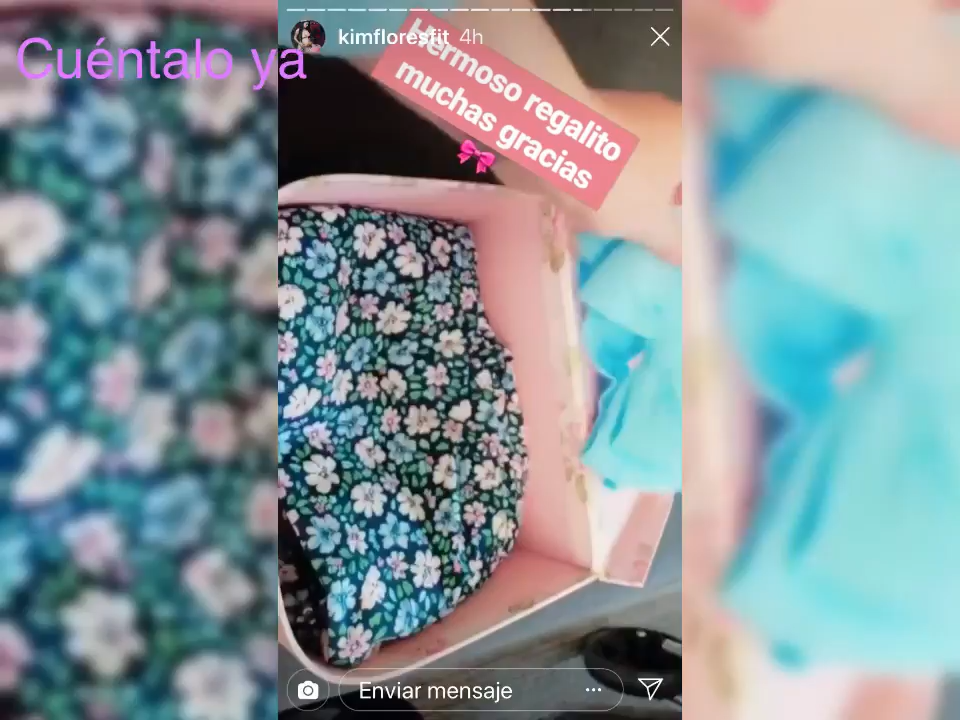 Cuéntalo ya
kimfloresfit 4h
Hermoso regalito
muchas gracias
Enviar mensaje